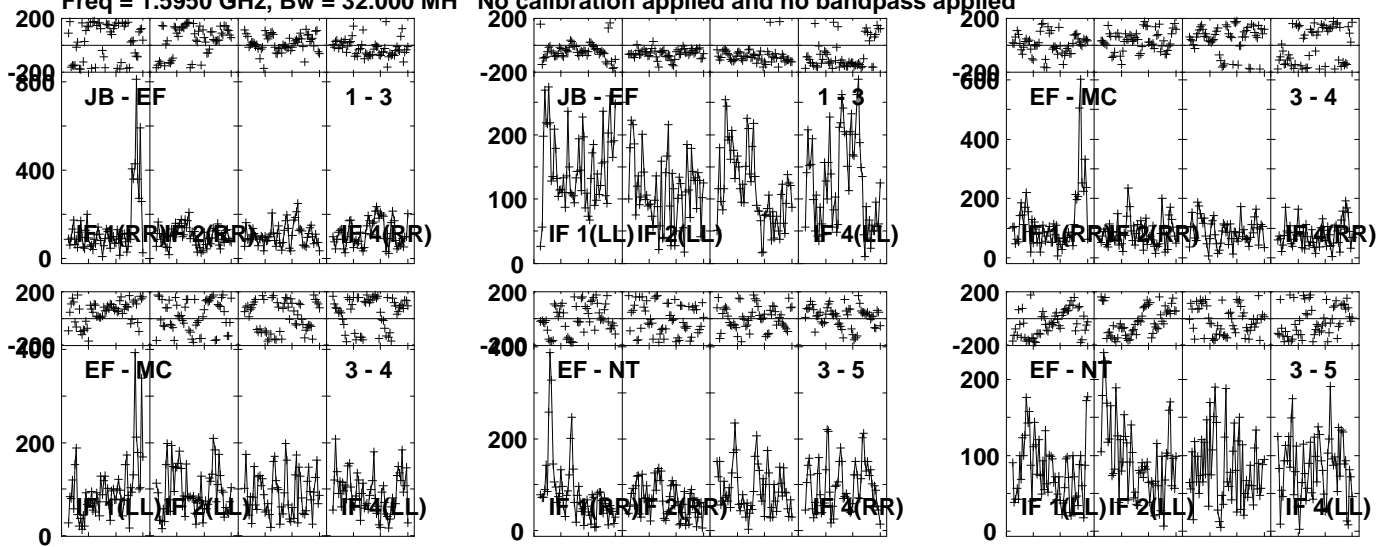 Freq = 1.5950 GHz, Bw = 32.000 MH No calibration applied and no bandpass applied
200
-200
800
400
0
JB - EF 1 - 3
IF 1(RR) IF 2(RR) IF 4(RR)
200
-200
200
100
0
JB - EF 1 - 3
IF 1(LL) IF 2(LL) IF 4(LL)
200
-200
600
400
200
0
EF - MC 3 - 4
IF 1(RR) IF 2(RR) IF 4(RR)
200
-200
400
200
0
EF - MC 3 - 4
IF 1(LL) IF 2(LL) IF 4(LL)
200
-200
400
200
0
EF - NT 3 - 5
IF 1(RR) IF 2(RR) IF 4(RR)
200
-200
200
100
0
EF - NT 3 - 5
IF 1(LL) IF 2(LL) IF 4(LL)